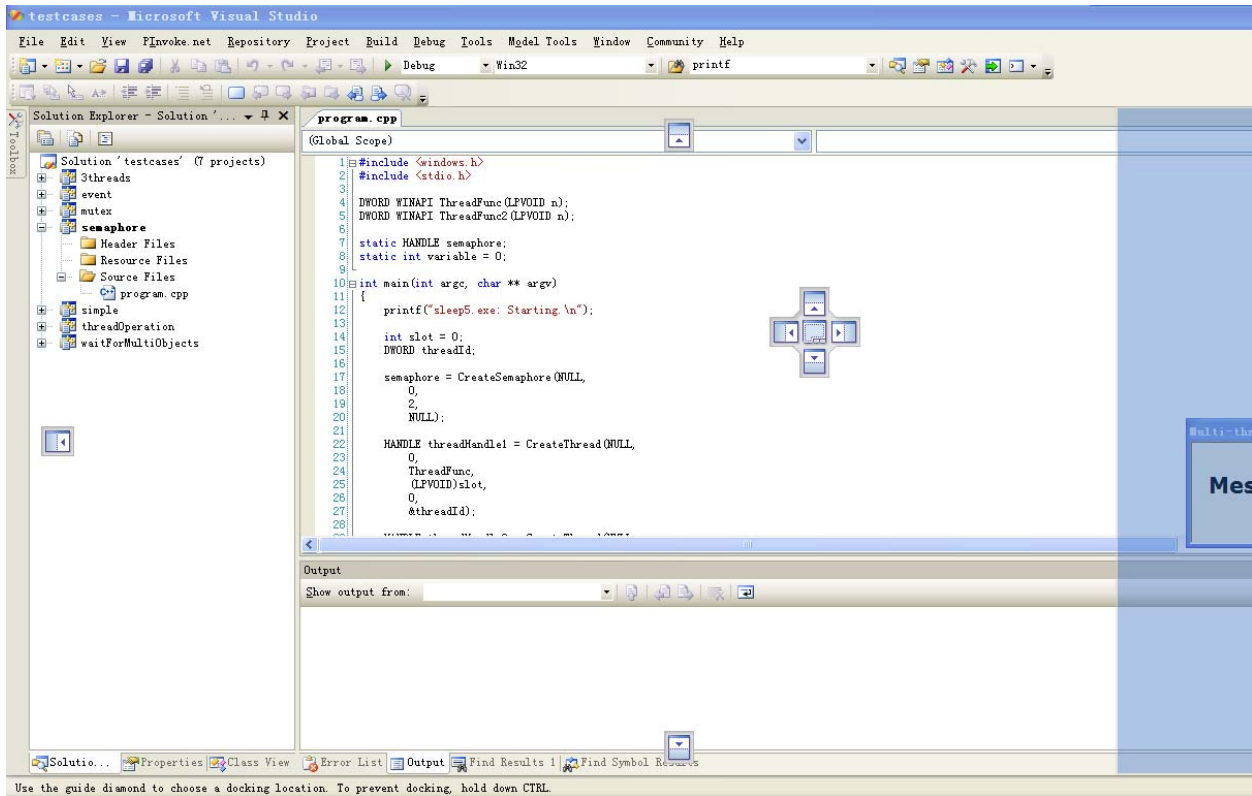 testcases - Microsoft Visual Studio
File Edit View PInvoke.net Repository Project Build Debug Tools Model Tools Window Community Help
Debug Win32 printf
Toolbox
Solution Explorer - Solution '...
Solution 'testcases' (7 projects)
3threads
event
mutex
semaphore
Header Files
Resource Files
Source Files
program.cpp
simple
threadOperation
waitForMultiObjects
program.cpp
(Global Scope)
1 #include <windows.h>
2 #include <stdio.h>
3
4 DWORD WINAPI ThreadFunc(LPVOID n);
5 DWORD WINAPI ThreadFunc2(LPVOID n);
6
7 static HANDLE semaphore;
8 static int variable = 0;
9
10 int main(int argc, char ** argv)
11 {
12 printf("sleep5.exe: Starting.\n");
13
14 int slot = 0;
15 DWORD threadId;
16
17 semaphore = CreateSemaphore(NULL,
18 0,
19 2,
20 NULL);
21
22 HANDLE threadHandle1 = CreateThread(NULL,
23 0,
24 ThreadFunc,
25 (LPVOID)slot,
26 0,
27 &threadId);
28
Multi-thr
Mes
Output
Show output from:
Solutio... Properties Class View
Error List Output Find Results 1 Find Symbol Results
Use the guide diamond to choose a docking location. To prevent docking, hold down CTRL.